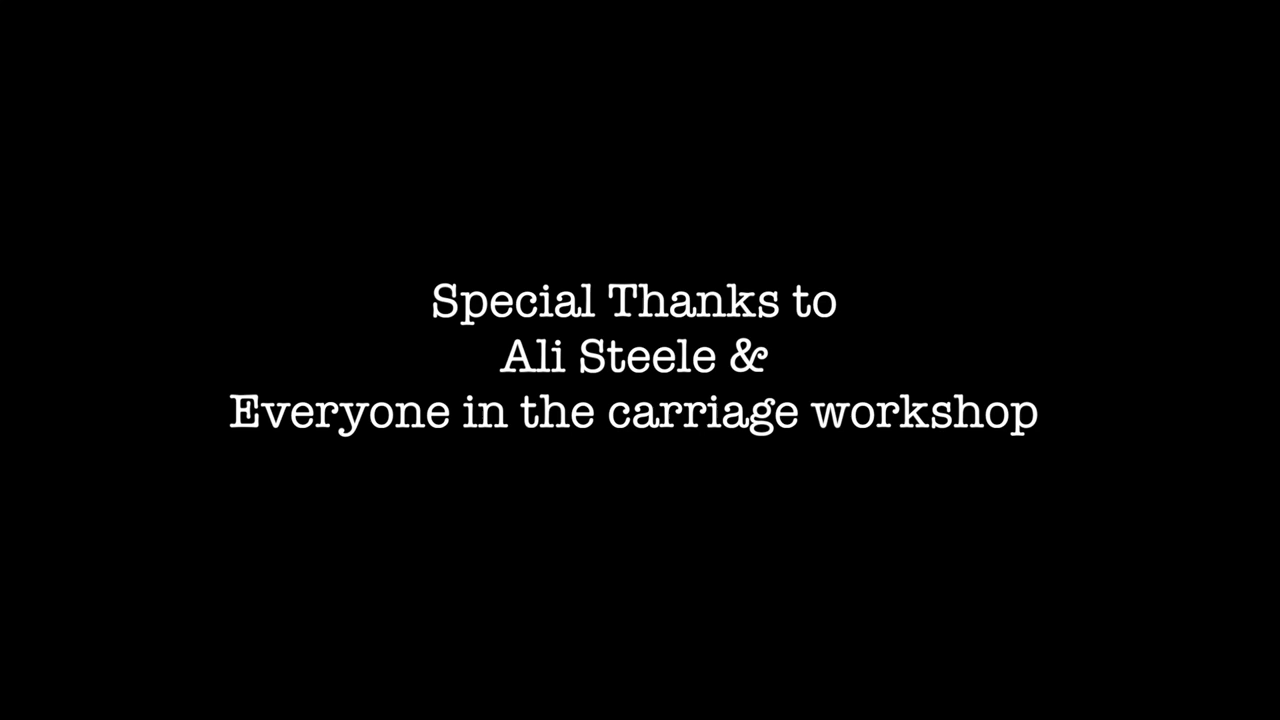 Special Thanks to
Ali Steele &
Everyone in the carriage workshop